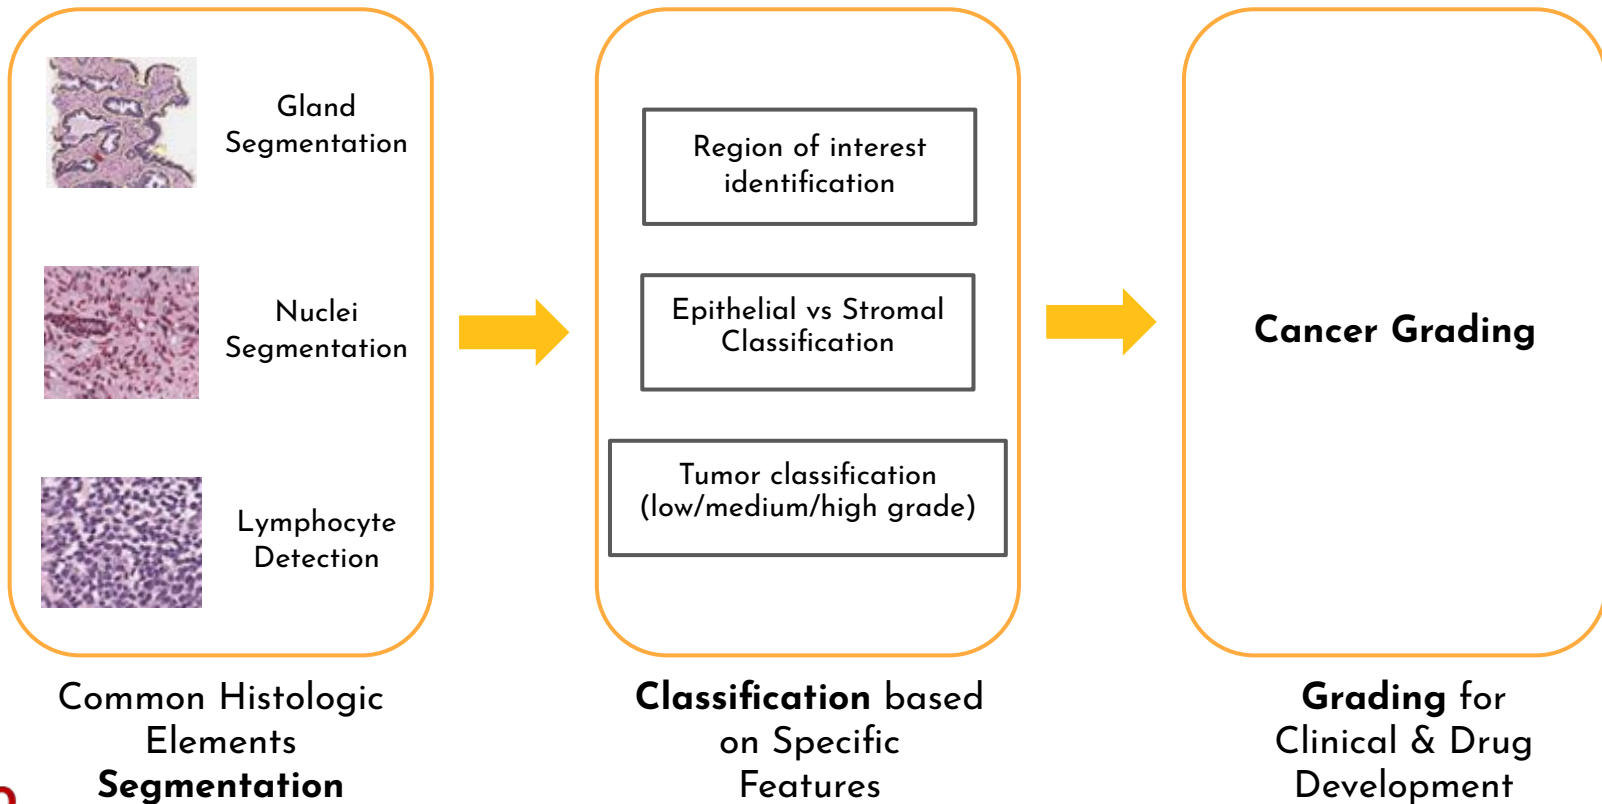 Gland
Segmentation
Nuclei
Segmentation
Lymphocyte
Detection
Common Histologic
Elements
Segmentation
Region of interest
identification
Epithelial vs Stromal
Classification
Tumor classification
(low/medium/high grade)
Classification based
on Specific
Features
Cancer Grading
Grading for
Clinical & Drug
Development